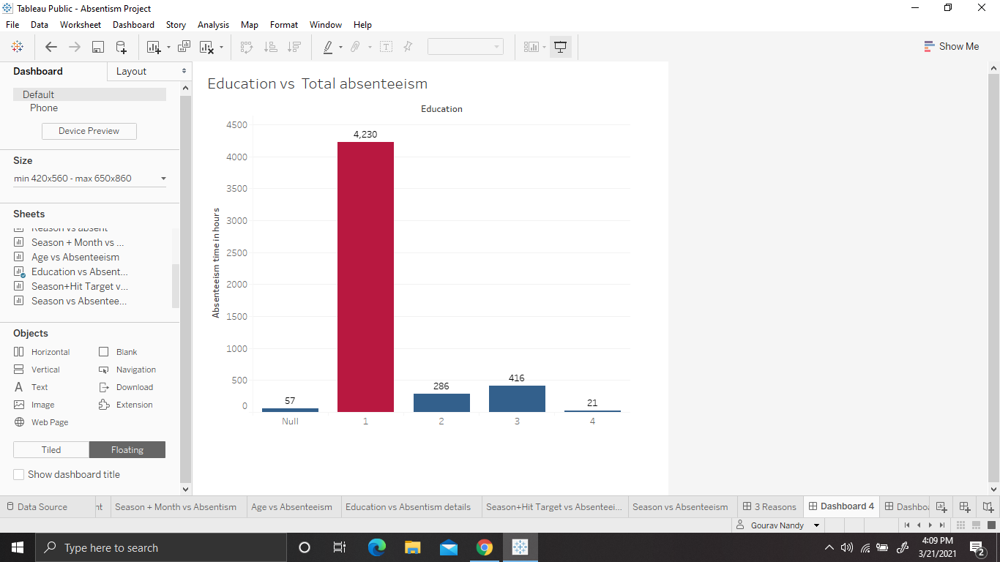 Tableau Public - Absentism Project
File Data Worksheet Dashboard Story Analysis Map Format Window Help
Show Me
Dashboard Layout
Default
Phone
Device Preview
Size
min 420x560 - max 650x860
Sheets
Reason vs absent
Season + Month vs ...
Age vs Absenteeism
Education vs Absent...
Season+Hit Target v...
Season vs Absentee...
Objects
Horizontal Blank
Vertical Navigation
Text Download
Image Extension
Web Page
Tiled Floating
Show dashboard title
Education vs Total absenteeism
Education
Absenteeism time in hours
4500
4000
3500
3000
2500
2000
1500
1000
500
0
57
4,230
286
416
21
Null 1 2 3 4
Data Source nt Season + Month vs Absentism Age vs Absenteeism Education vs Absentism details Season+Hit Target vs Absenteei... Season vs Absenteeism 3 Reasons Dashboard 4 Dashbo
Gourav Nandy
Type here to search
4:09 PM
3/21/2021
2